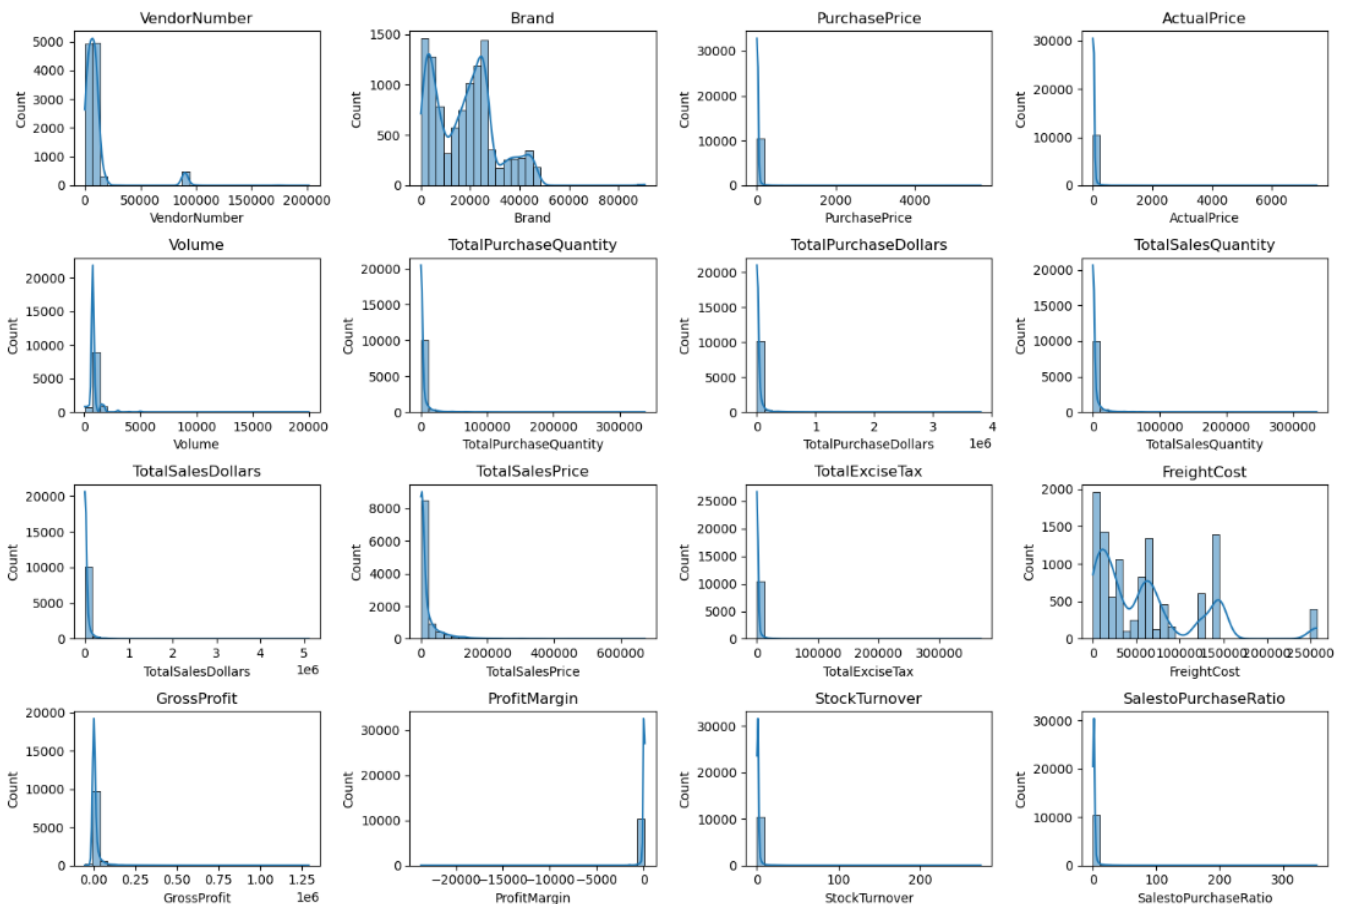 VendorNumber Brand PurchasePrice ActualPrice
Count 5000 4000 3000 2000 1000 0
0 50000 100000 150000 200000
VendorNumber
Count 1500 1000 500 0
0 20000 40000 60000 80000
Brand
Count 30000 20000 10000 0
0 2000 4000
PurchasePrice
Count 30000 25000 20000 15000 10000 5000 0
0 2000 4000 6000
ActualPrice
Volume TotalPurchaseQuantity TotalPurchaseDollars TotalSalesQuantity
Count 20000 15000 10000 5000 0
0 5000 10000 15000 20000
Volume
Count 20000 15000 10000 5000 0
0 100000 200000 300000
TotalPurchaseQuantity
Count 20000 15000 10000 5000 0
0 1 2 3 4
TotalPurchaseDollars 1e6
Count 20000 15000 10000 5000 0
0 100000 200000 300000
TotalSalesQuantity
TotalSalesDollars TotalSalesPrice TotalExciseTax FreightCost
Count 20000 15000 10000 5000 0
0 1 2 3 4 5
TotalSalesDollars 1e6
Count 8000 6000 4000 2000 0
0 200000 400000 600000
TotalSalesPrice
Count 25000 20000 15000 10000 5000 0
0 100000 200000 300000
TotalExciseTax
Count 2000 1500 1000 500 0
0 50000 100000 150000 200000 250000
FreightCost
GrossProfit ProfitMargin StockTurnover SalestoPurchaseRatio
Count 20000 15000 10000 5000 0
0.00 0.25 0.50 0.75 1.00 1.25
GrossProfit 1e6
Count 30000 20000 10000 0
−20000 −15000 −10000 −5000 0
ProfitMargin
Count 30000 20000 10000 0
0 100 200
StockTurnover
Count 30000 20000 10000 0
0 100 200 300
SalestoPurchaseRatio